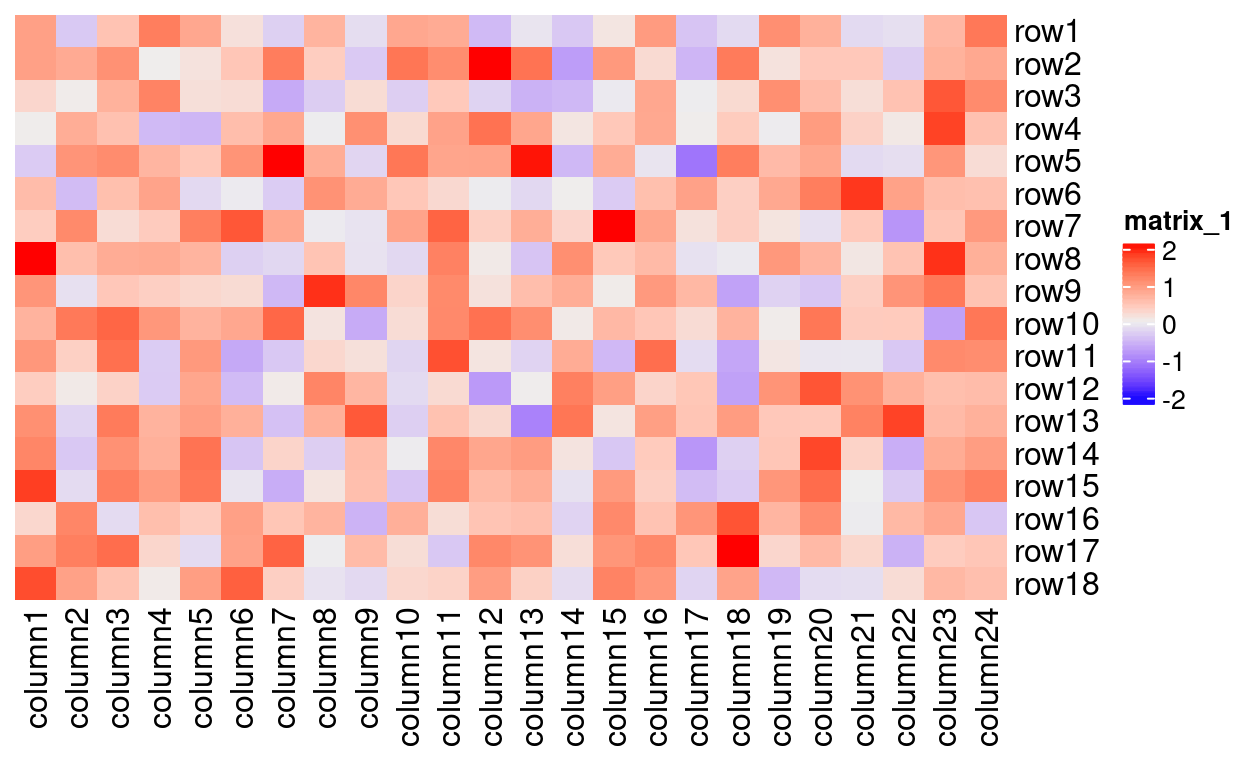 row1
row2
row3
row4
row5
row6
row7
row8
row9
row10
row11
row12
row13
row14
row15
row16
row17
row18
matrix_1
2
1
0
-1
-2
column1
column2
column3
column4
column5
column6
column7
column8
column9
column10
column11
column12
column13
column14
column15
column16
column17
column18
column19
column20
column21
column22
column23
column24